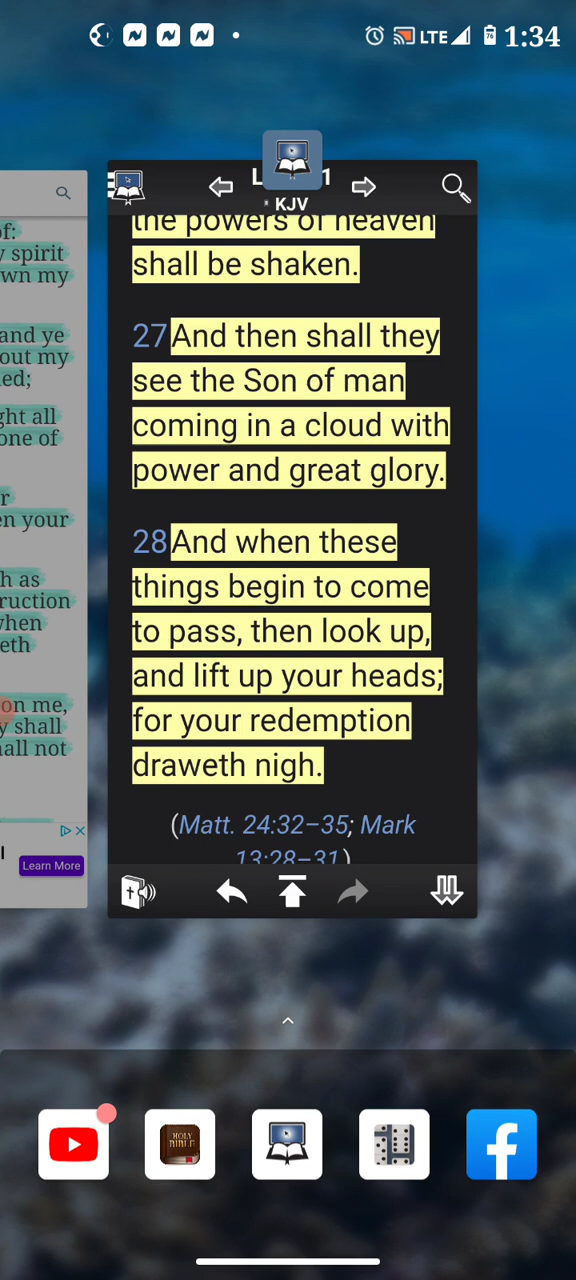 LTE
76
1:34
L 1
KJV
the powers of heaven
shall be shaken.
27 And then shall they
see the Son of man
coming in a cloud with
power and great glory.
28 And when these
things begin to come
to pass, then look up,
and lift up your heads;
for your redemption
draweth nigh.
(Matt. 24:32–35; Mark
13:28–31)
of:
spirit
wn my
and ye
out my
ed;
ght all
one of
r
en your
h as
ruction
when
eth
on me,
y shall
all not
Learn More
HOLY
BIBLE